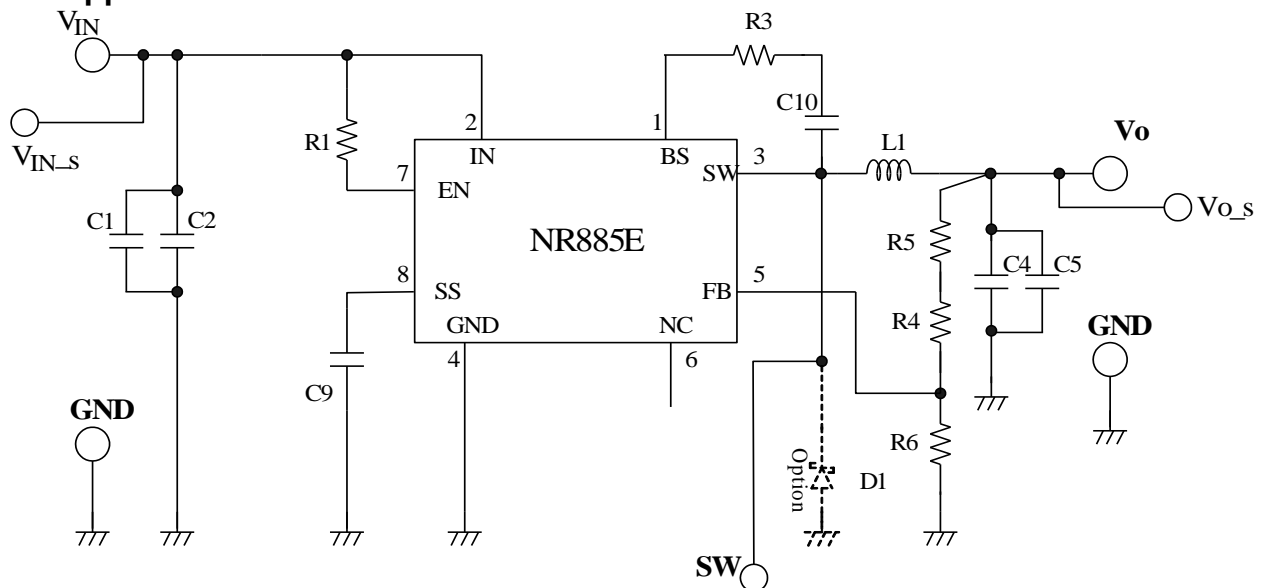 VIN
R3
C10
VIN_S
R1
2
1
L1
Vo
IN
BS
SW
3
7
EN
Vo_s
C1
C2
NR885E
R5
C4
C5
8
SS
FB
5
GND
NC
R4
GND
4
6
C9
GND
R6
Option
D1
SW